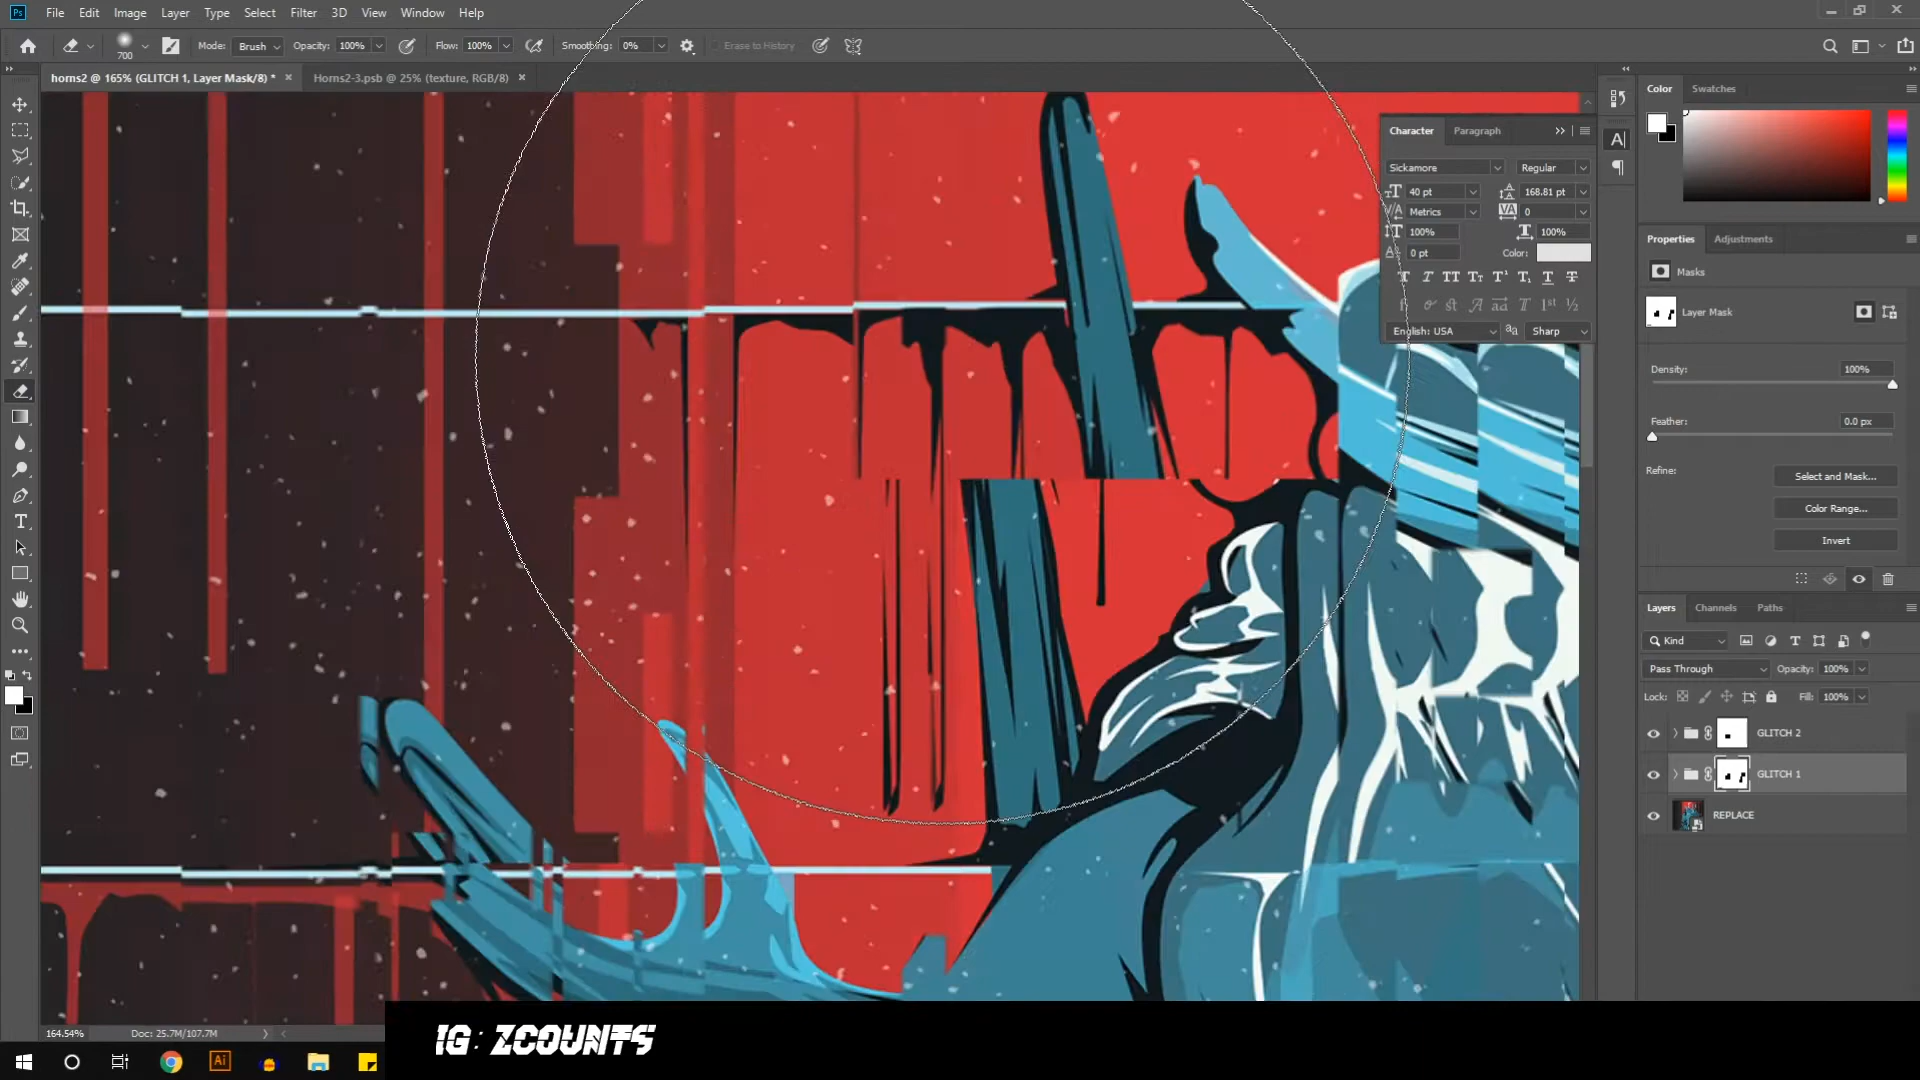 Ps File Edit Image Layer Type Select Filter 3D View Window Help
700 Mode: Brush Opacity: 100% Flow: 100% Smoothing: 0% Erase to History
horns2 @ 165% (GLITCH 1, Layer Mask/8) * Horns2-3.psb @ 25% (texture, RGB/8)
Color Swatches
Character Paragraph
Sickamore Regular
40 pt 168.81 pt
Metrics 0
100% 100%
0 pt Color:
English: USA Sharp
Properties Adjustments
Masks
Layer Mask
Density: 100%
Feather: 0.0 px
Refine: Select and Mask...
Color Range...
Invert
Layers Channels Paths
Kind
Pass Through Opacity: 100%
Lock: Fill: 100%
GLITCH 2
GLITCH 1
REPLACE
164.54% Doc: 25.7M/107.7M
Ai
IG: ZCOUNTS